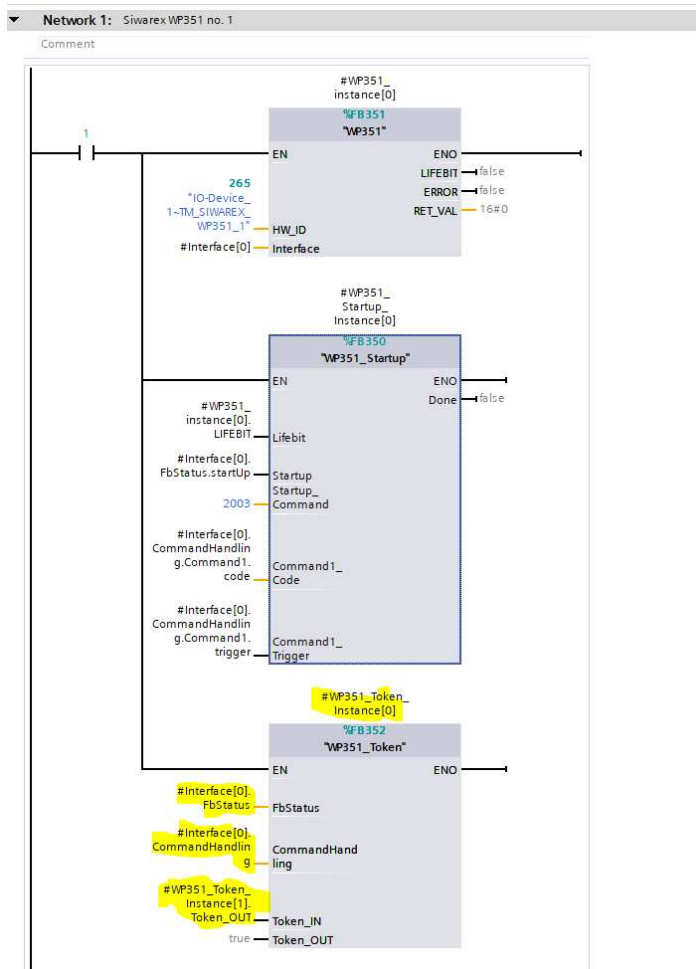 Network 1: Siwarex WP351 no. 1
Comment
#WP351_
instance[0]
%FB351
"WP351"
1
EN ENO
LIFEBIT false
265 ERROR false
"IO-Device_
1~TM_SIWAREX_ RET_VAL 16#0
WP351_1" HW_ID
#Interface[0] Interface
#WP351_
Startup_
Instance[0]
%FB350
"WP351_Startup"
EN ENO
Done false
#WP351_
instance[0].
LIFEBIT Lifebit
#Interface[0].
FbStatus.startUp Startup
Startup_
2003 Command
#Interface[0].
CommandHandlin
g.Command1. Command1_
code Code
#Interface[0].
CommandHandlin
g.Command1. Command1_
trigger Trigger
#WP351_Token_
Instance[0]
%FB352
"WP351_Token"
EN ENO
#Interface[0].
FbStatus FbStatus
#Interface[0].
CommandHandlin CommandHand
g ling
#WP351_Token_
Instance[1].
Token_OUT Token_IN
true Token_OUT